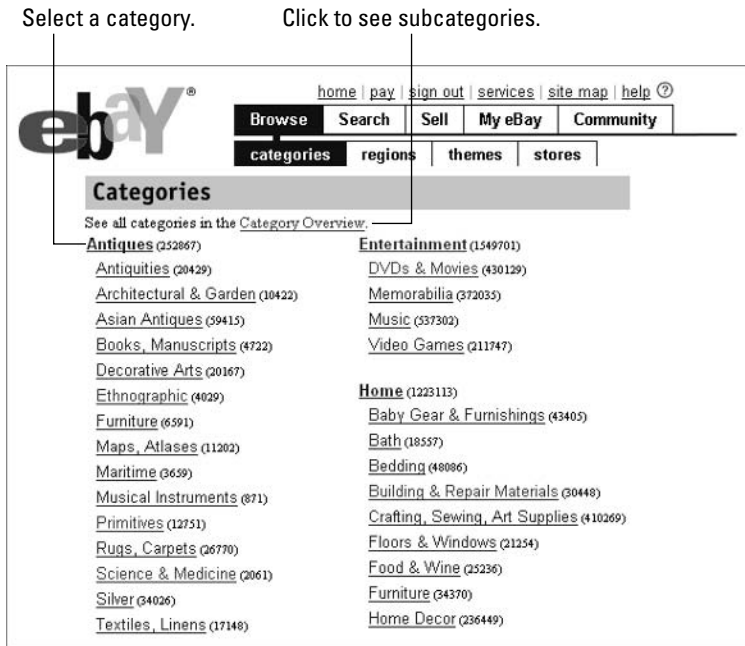 Select a category.
Click to see subcategories.
ebaY®
home | pay | sign out | services | site map | help ?
Browse Search Sell My eBay Community
categories regions themes stores
Categories
See all categories in the Category Overview.
Antiques (252867)
Antiquities (20429)
Architectural & Garden (10422)
Asian Antiques (59415)
Books, Manuscripts (4722)
Decorative Arts (20167)
Ethnographic (4029)
Furniture (6591)
Maps, Atlases (11202)
Maritime (3659)
Musical Instruments (871)
Primitives (12751)
Rugs, Carpets (26770)
Science & Medicine (2061)
Silver (34026)
Textiles, Linens (17148)
Entertainment (1549701)
DVDs & Movies (430129)
Memorabilia (372035)
Music (537302)
Video Games (211747)
Home (1223113)
Baby Gear & Furnishings (43405)
Bath (18557)
Bedding (48086)
Building & Repair Materials (30448)
Crafting, Sewing, Art Supplies (410269)
Floors & Windows (21254)
Food & Wine (25236)
Furniture (34370)
Home Decor (236449)